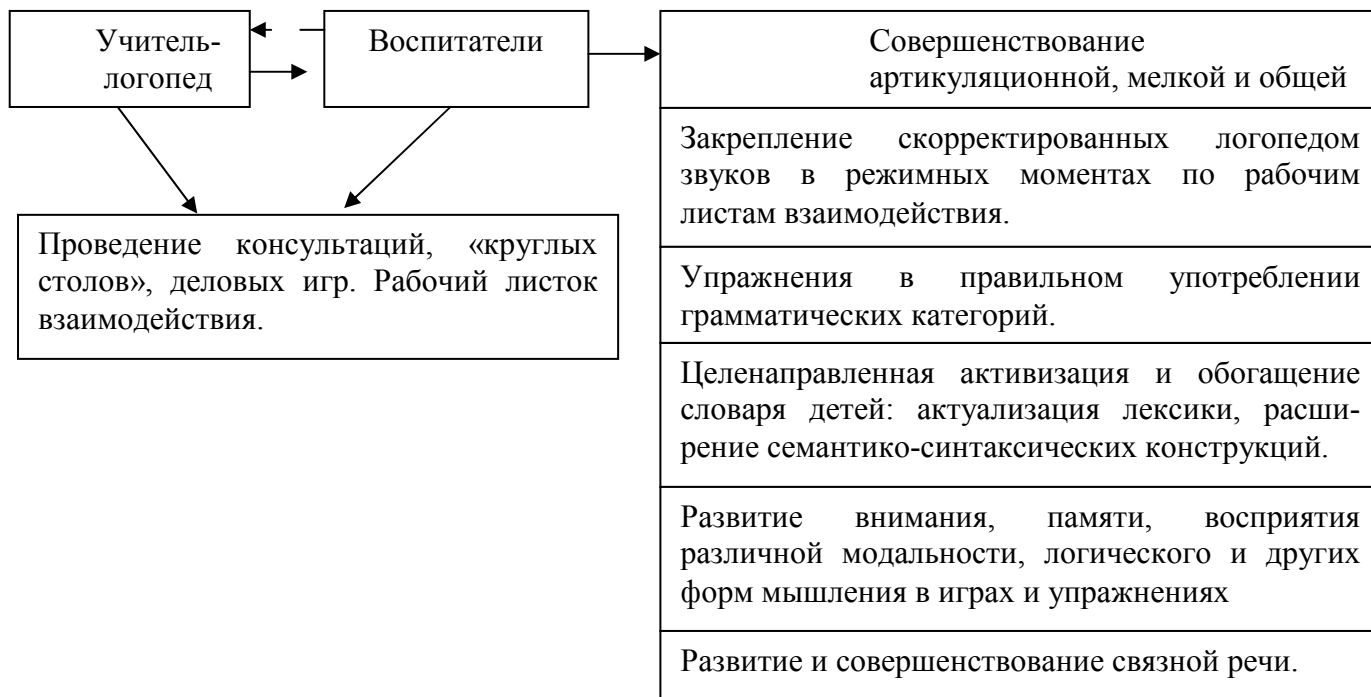 Учитель-
логопед
Воспитатели
Совершенствование
артикуляционной, мелкой и общей
Закрепление скорректированных логопедом
звуков в режимных моментах по рабочим
листам взаимодействия.
Проведение консультаций, «круглых
столов», деловых игр. Рабочий листок
взаимодействия.
Упражнения в правильном употреблении
грамматических категорий.
Целенаправленная активизация и обогащение
словаря детей: актуализация лексики, расши-
рение семантико-синтаксических конструкций.
Развитие внимания, памяти, восприятия
различной модальности, логического и других
форм мышления в играх и упражнениях
Развитие и совершенствование связной речи.